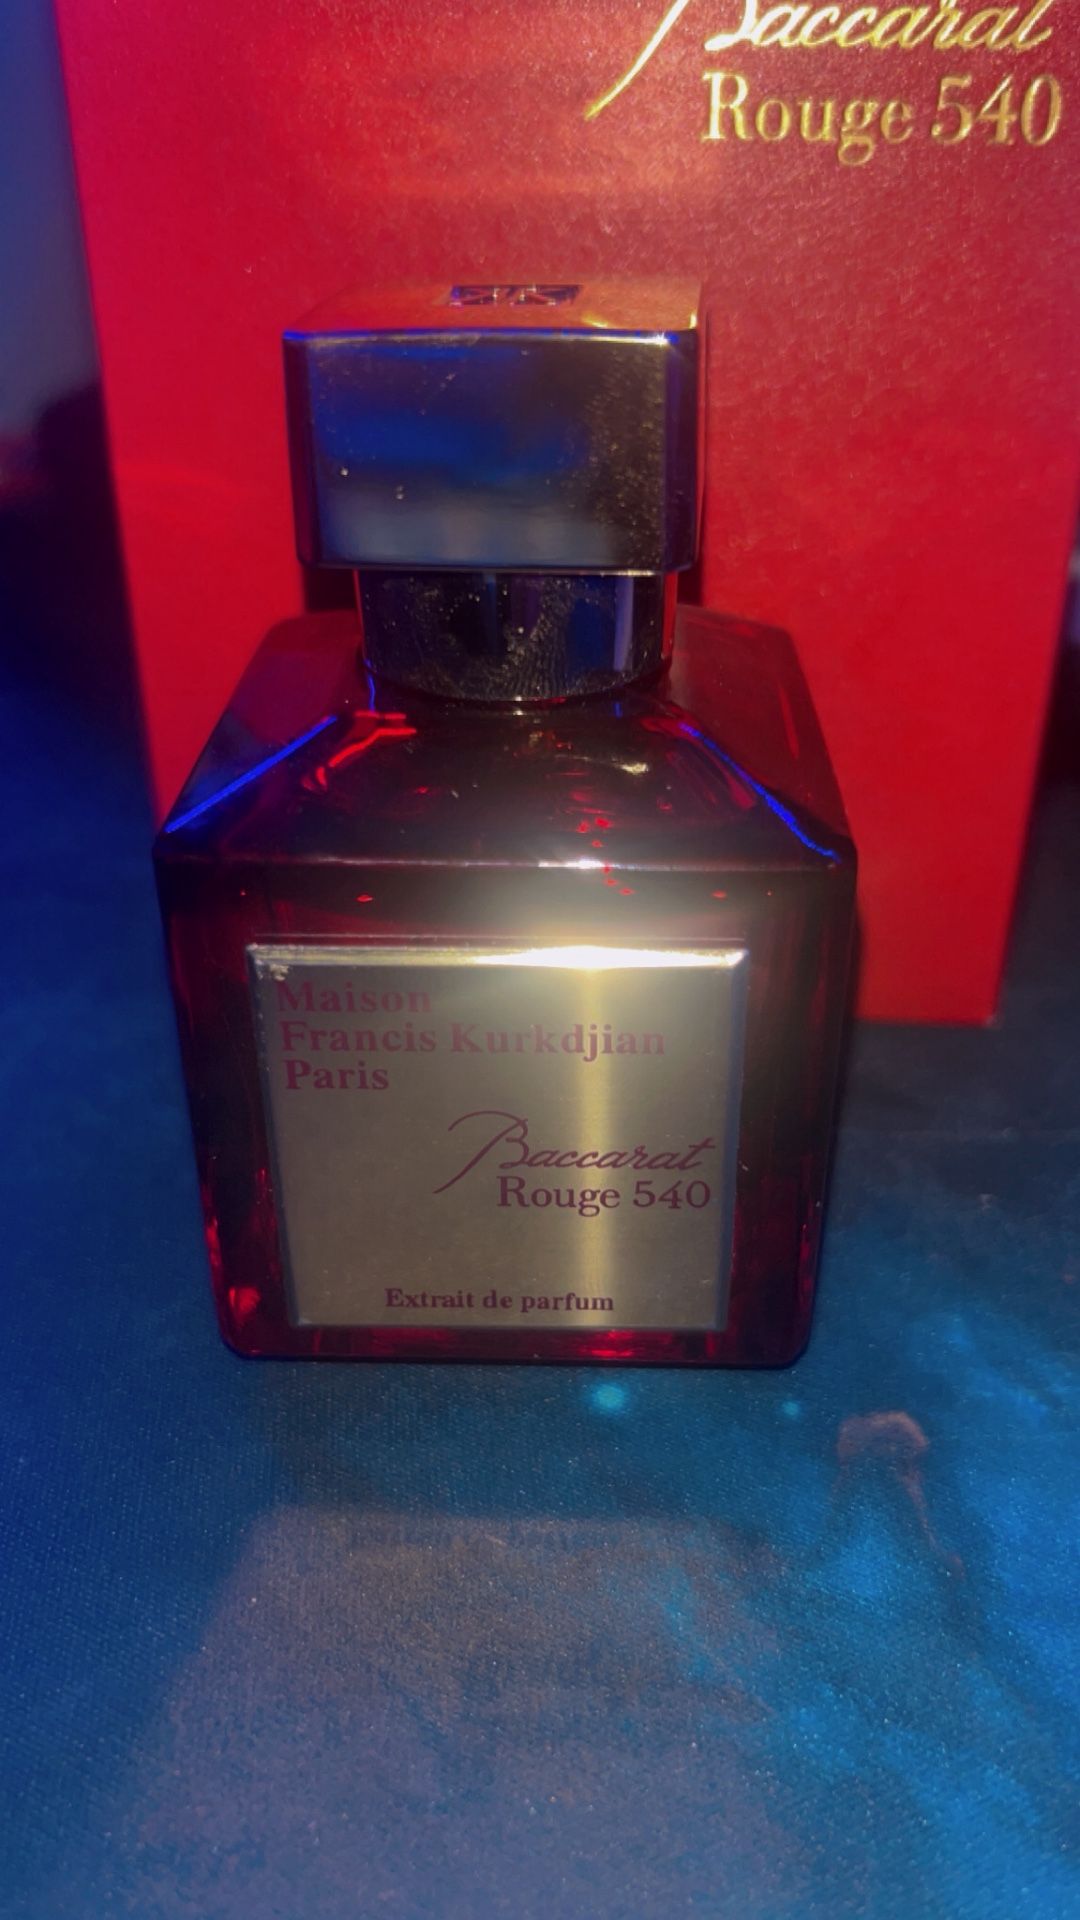 Baccarat
Rouge 540
Maison
Francis Kurkdjian
Paris
Baccarat
Rouge 540
Extrait de parfum